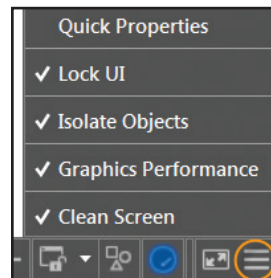 Quick Properties
✓ Lock UI
✓ Isolate Objects
✓ Graphics Performance
✓ Clean Screen